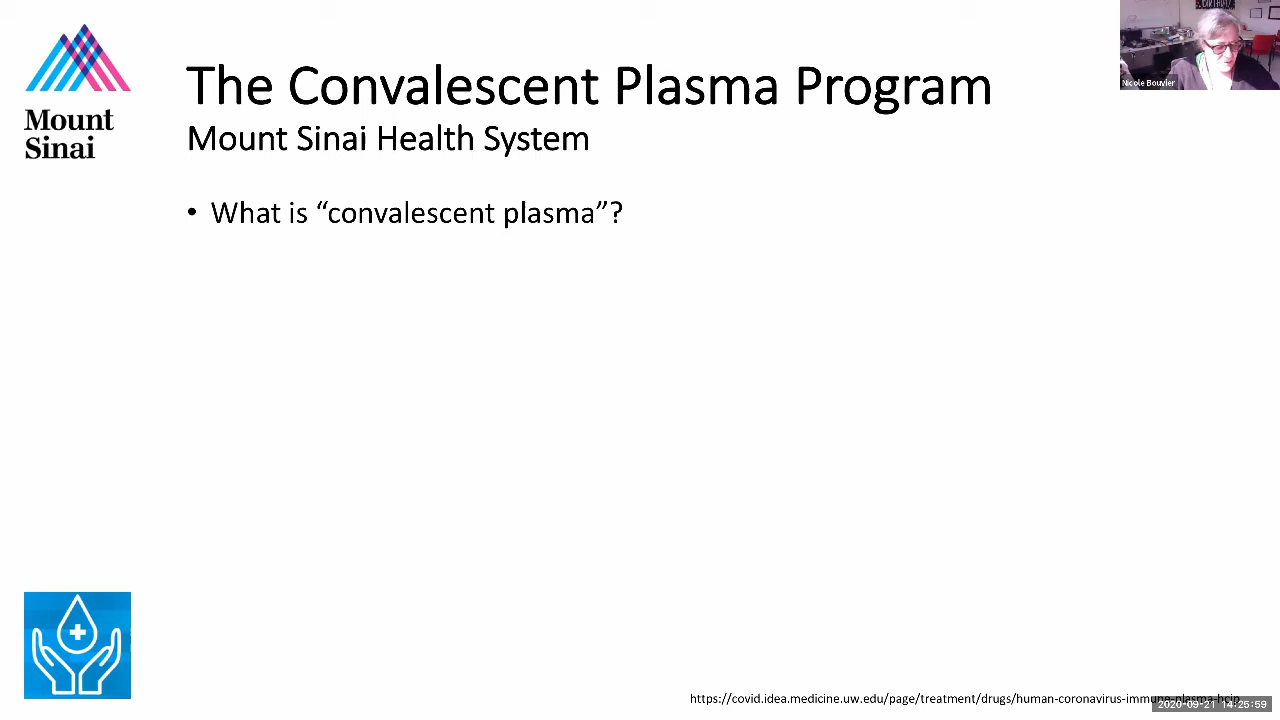 The Convalescent Plasma Program
Mount Sinai Health System
Mount
Sinai
• What is “convalescent plasma”?
Nicole Bouvier
https://covid.idea.medicine.uw.edu/page/treatment/drugs/human-coronavirus-immune-plasma-hcip
2020-09-21 14:25:59